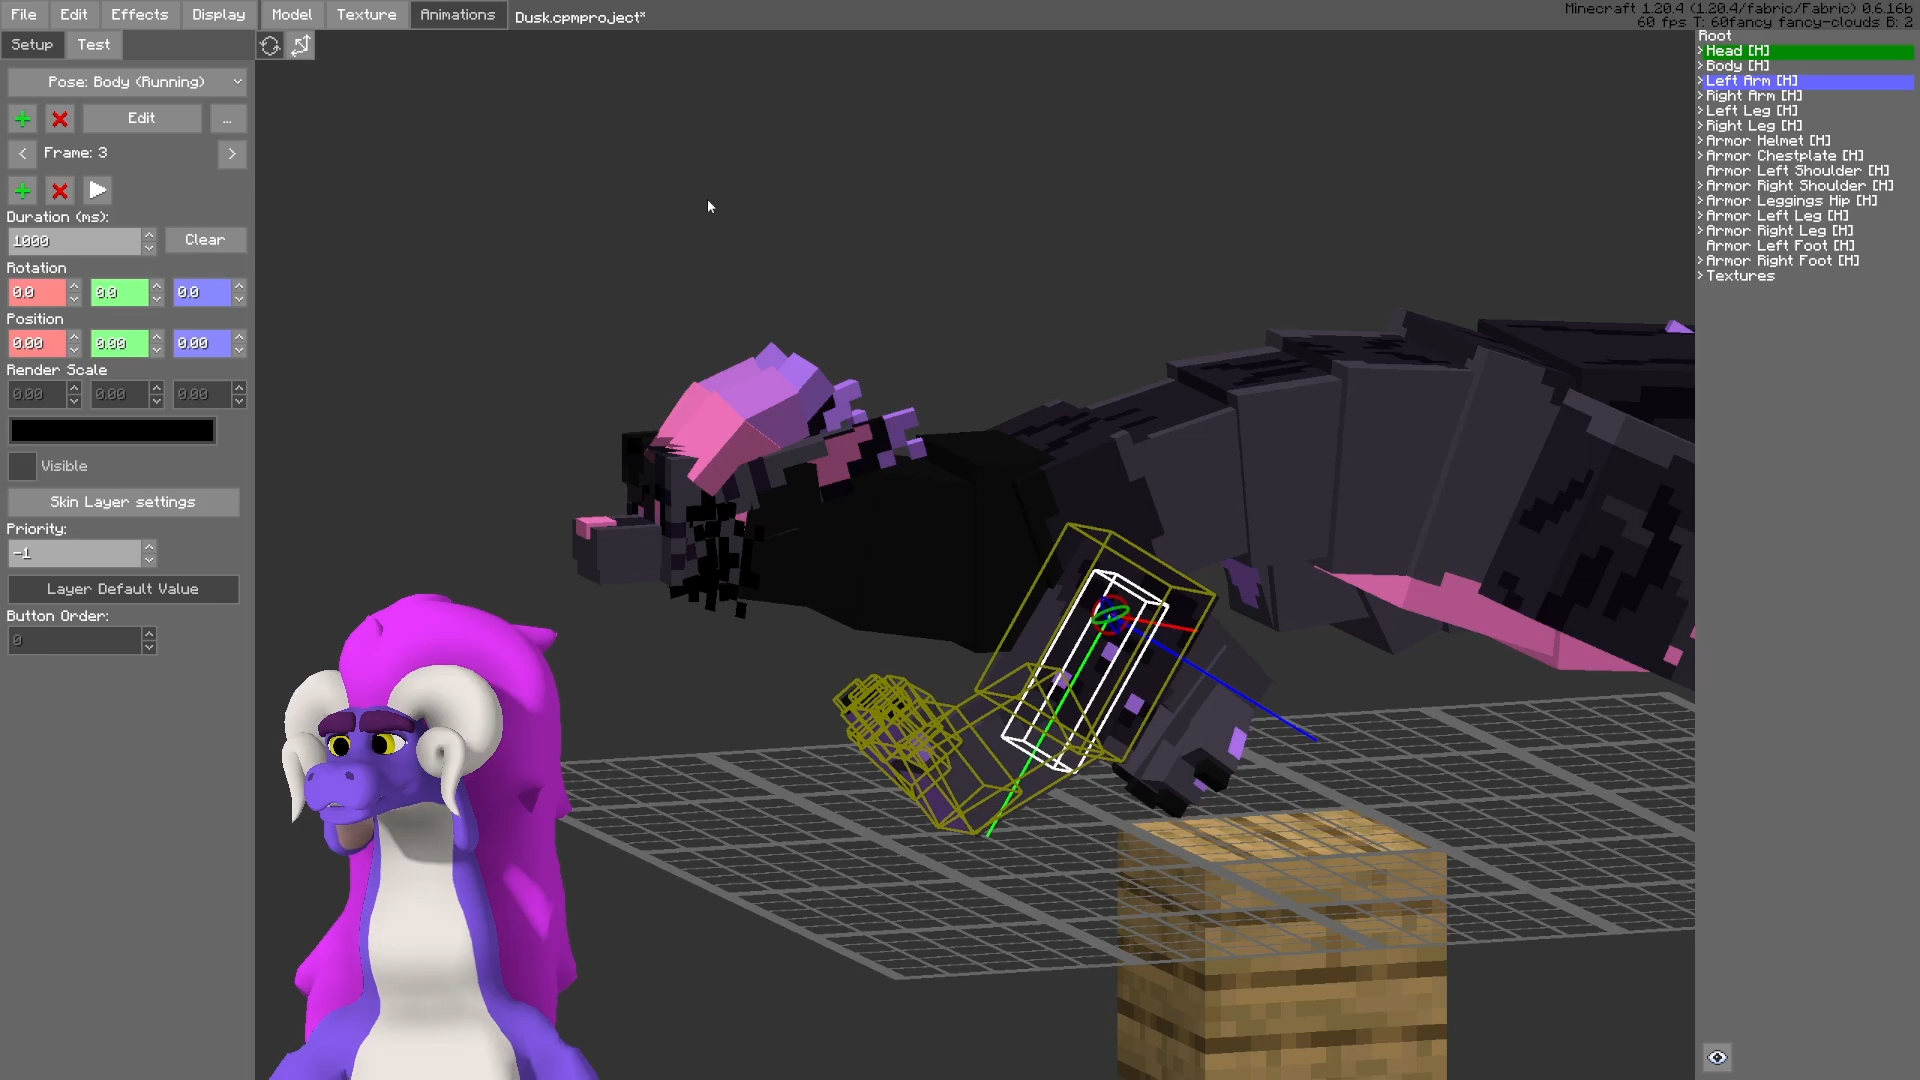 File Edit Effects Display Model Texture Animations Dusk.cpmproject*
Minecraft 1.20.4 (1.20.4/fabric/Fabric) 0.6.16b
60 fps T: 60fancy fancy-clouds B: 2
Setup Test
Pose: Body (Running)
Edit ...
< Frame: 3 >
Duration (ms):
1000 Clear
Rotation
0.0 0.0 0.0
Position
0.00 0.00 0.00
Render Scale
0.00 0.00 0.00
Visible
Skin Layer settings
Priority:
-1
Layer Default Value
Button Order:
0
Root
> Head [H]
> Body [H]
> Left Arm [H]
> Right Arm [H]
> Left Leg [H]
> Right Leg [H]
> Armor Helmet [H]
> Armor Chestplate [H]
Armor Left Shoulder [H]
> Armor Right Shoulder [H]
> Armor Leggings Hip [H]
> Armor Left Leg [H]
> Armor Right Leg [H]
Armor Left Foot [H]
> Armor Right Foot [H]
> Textures